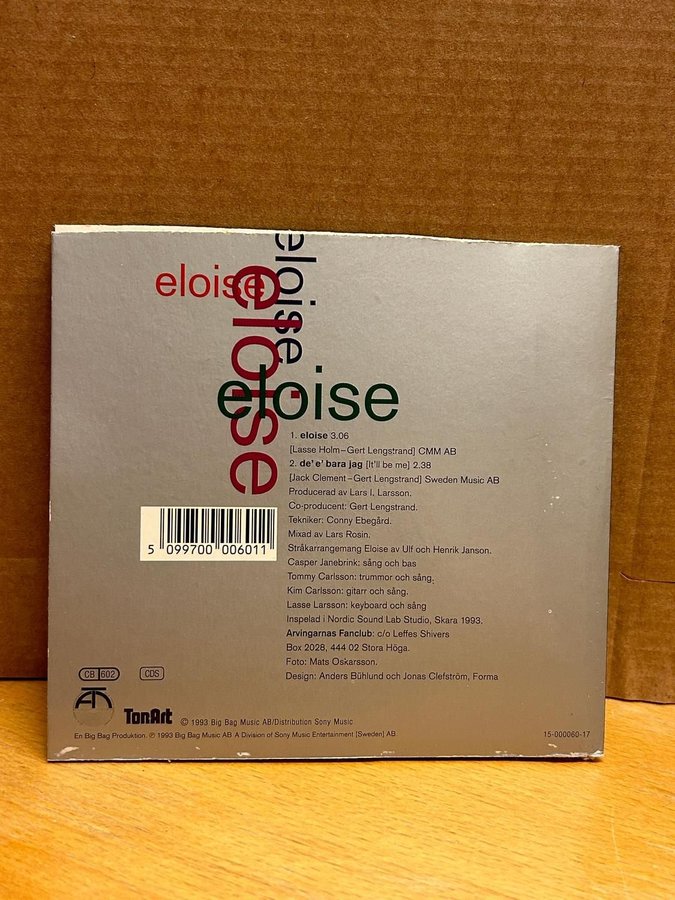 eloise
eloise
eloise
eloise
1. eloise 3.06
[Lasse Holm–Gert Lengstrand] CMM AB
2. de' e' bara jag [It'll be me] 2.38
[Jack Clement–Gert Lengstrand] Sweden Music AB
Producerad av Lars I, Larsson.
Co-producent: Gert Lengstrand.
Tekniker: Conny Ebegård.
Mixad av Lars Rosin.
Stråkarrangemang Eloise av Ulf och Henrik Janson.
Casper Janebrink: sång och bas
Tommy Carlsson: trummor och sång.
Kim Carlsson: gitarr och sång.
Lasse Larsson: keyboard och sång
Inspelad i Nordic Sound Lab Studio, Skara 1993.
Arvingarnas Fanclub: c/o Leffes Shivers
Box 2028, 444 02 Stora Höga.
Foto: Mats Oskarsson.
Design: Anders Bühlund och Jonas Clefström, Forma
5 099700 006011
CB 602 CDS
TonArt © 1993 Big Bag Music AB/Distribution Sony Music
En Big Bag Produktion. ℗ 1993 Big Bag Music AB A Division of Sony Music Entertainment [Sweden] AB
15-000060-17